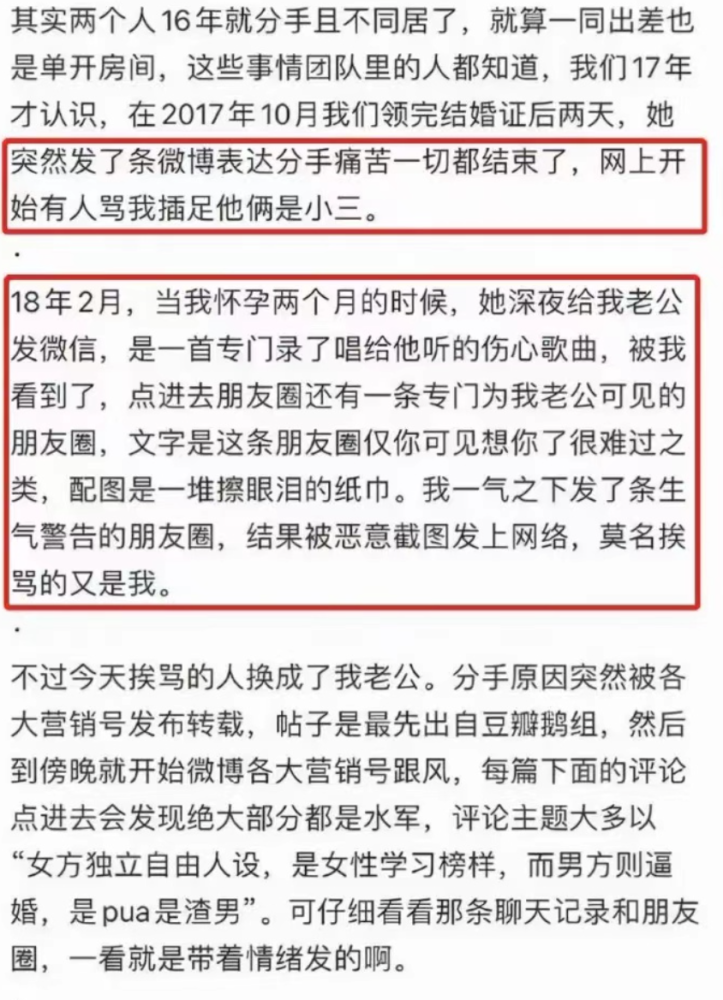 其实两个人16年就分手且不同居了，就算一同出差也
是单开房间，这些事情团队里的人都知道，我们17年
才认识，在2017年10月我们领完结婚证后两天，她
突然发了条微博表达分手痛苦一切都结束了，网上开
始有人骂我插足他俩是小三。
.
18年2月，当我怀孕两个月的时候，她深夜给我老公
发微信，是一首专门录了唱给他听的伤心歌曲，被我
看到了，点进去朋友圈还有一条专门为我老公可见的
朋友圈，文字是这条朋友圈仅你可见想你了很难过之
类，配图是一堆擦眼泪的纸巾。我一气之下发了条生
气警告的朋友圈，结果被恶意截图发上网络，莫名挨
骂的又是我。
.
不过今天挨骂的人换成了我老公。分手原因突然被各
大营销号发布转载，帖子是最先出自豆瓣鹅组，然后
到傍晚就开始微博各大营销号跟风，每篇下面的评论
点进去会发现绝大部分都是水军，评论主题大多以
“女方独立自由人设，是女性学习榜样，而男方则逼
婚，是pua是渣男”。可仔细看看那条聊天记录和朋友
圈，一看就是带着情绪发的啊。